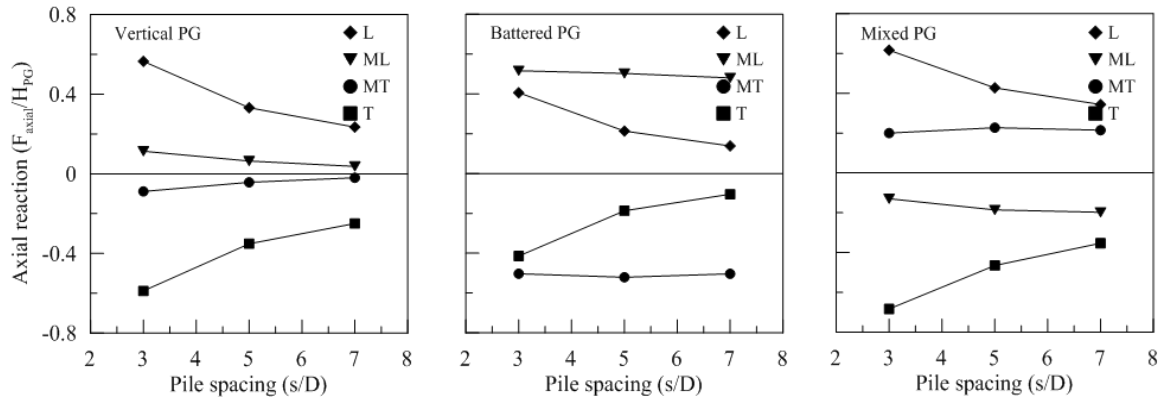 Axial reaction (F_axial/H_PG)
0.8
0.4
0
-0.4
-0.8
Vertical PG
L
ML
MT
T
2 3 4 5 6 7 8
Pile spacing (s/D)
Battered PG
L
ML
MT
T
2 3 4 5 6 7 8
Pile spacing (s/D)
Mixed PG
L
ML
MT
T
2 3 4 5 6 7 8
Pile spacing (s/D)